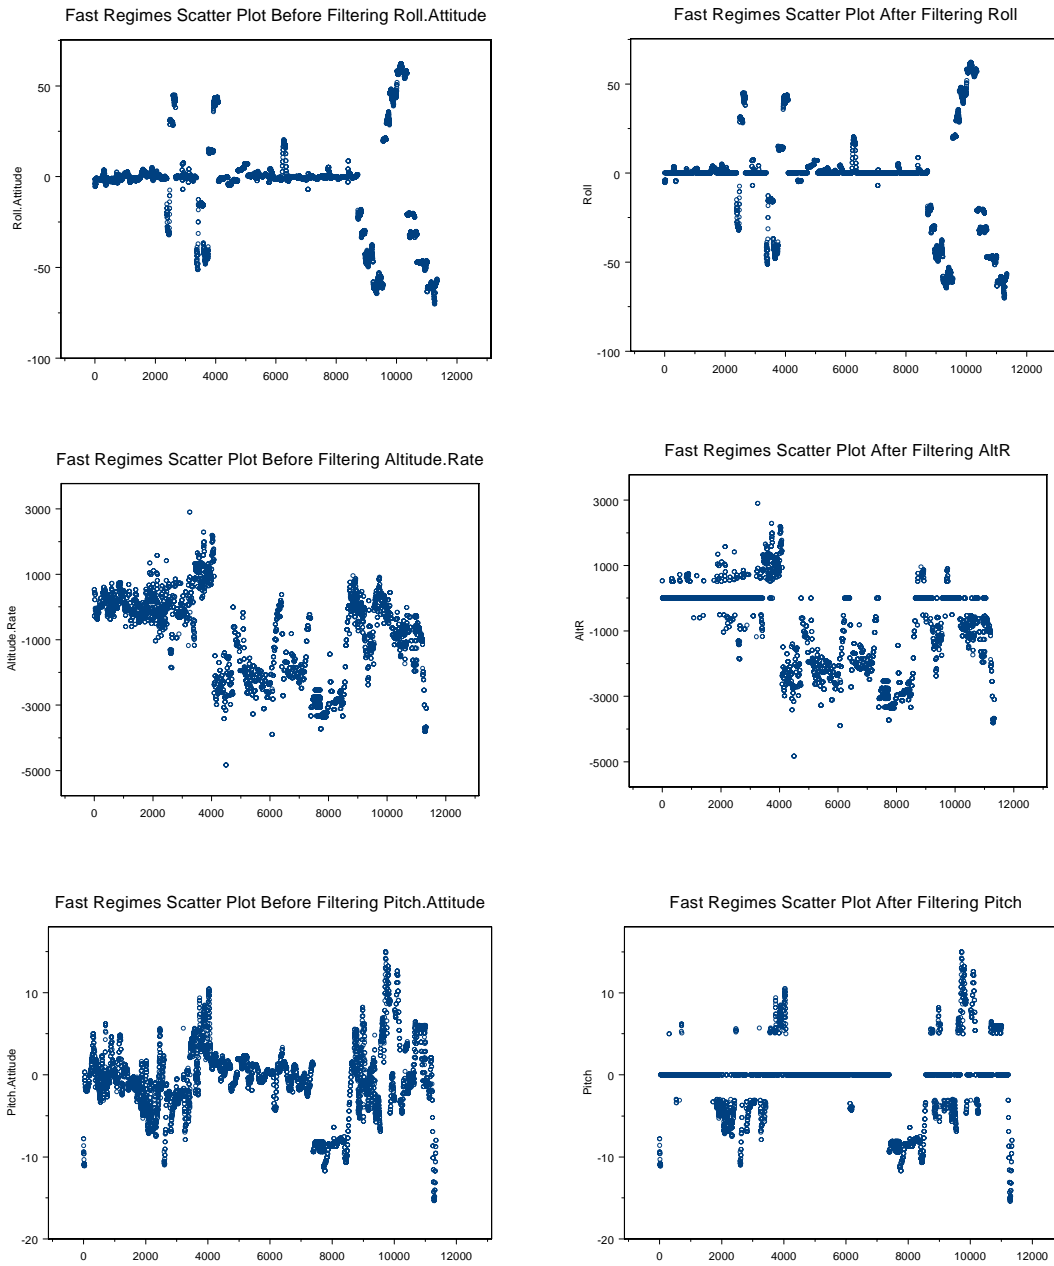 Fast Regimes Scatter Plot Before Filtering Roll.Attitude
Roll.Attitude
50
0
-50
-100
0 2000 4000 6000 8000 10000 12000
Fast Regimes Scatter Plot After Filtering Roll
Roll
50
0
-50
-100
0 2000 4000 6000 8000 10000 12000
Fast Regimes Scatter Plot Before Filtering Altitude.Rate
Altitude.Rate
3000
1000
-1000
-3000
-5000
0 2000 4000 6000 8000 10000 12000
Fast Regimes Scatter Plot After Filtering AltR
AltR
3000
1000
-1000
-3000
-5000
0 2000 4000 6000 8000 10000 12000
Fast Regimes Scatter Plot Before Filtering Pitch.Attitude
Pitch.Attitude
10
0
-10
-20
0 2000 4000 6000 8000 10000 12000
Fast Regimes Scatter Plot After Filtering Pitch
Pitch
10
0
-10
-20
0 2000 4000 6000 8000 10000 12000